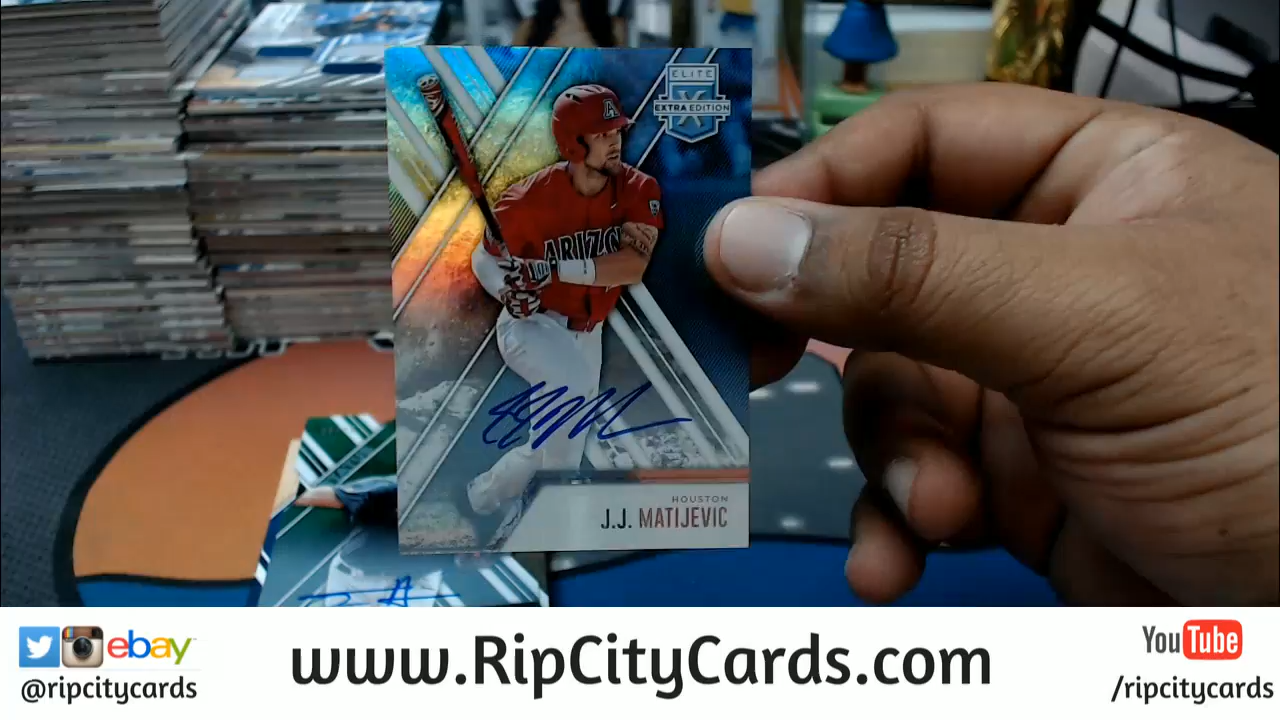 ELITE
X
EXTRA EDITION
A
ARIZO
HOUSTON
J.J. MATIJEVIC
ebay
@ripcitycards
www.RipCityCards.com
YouTube
/ripcitycards